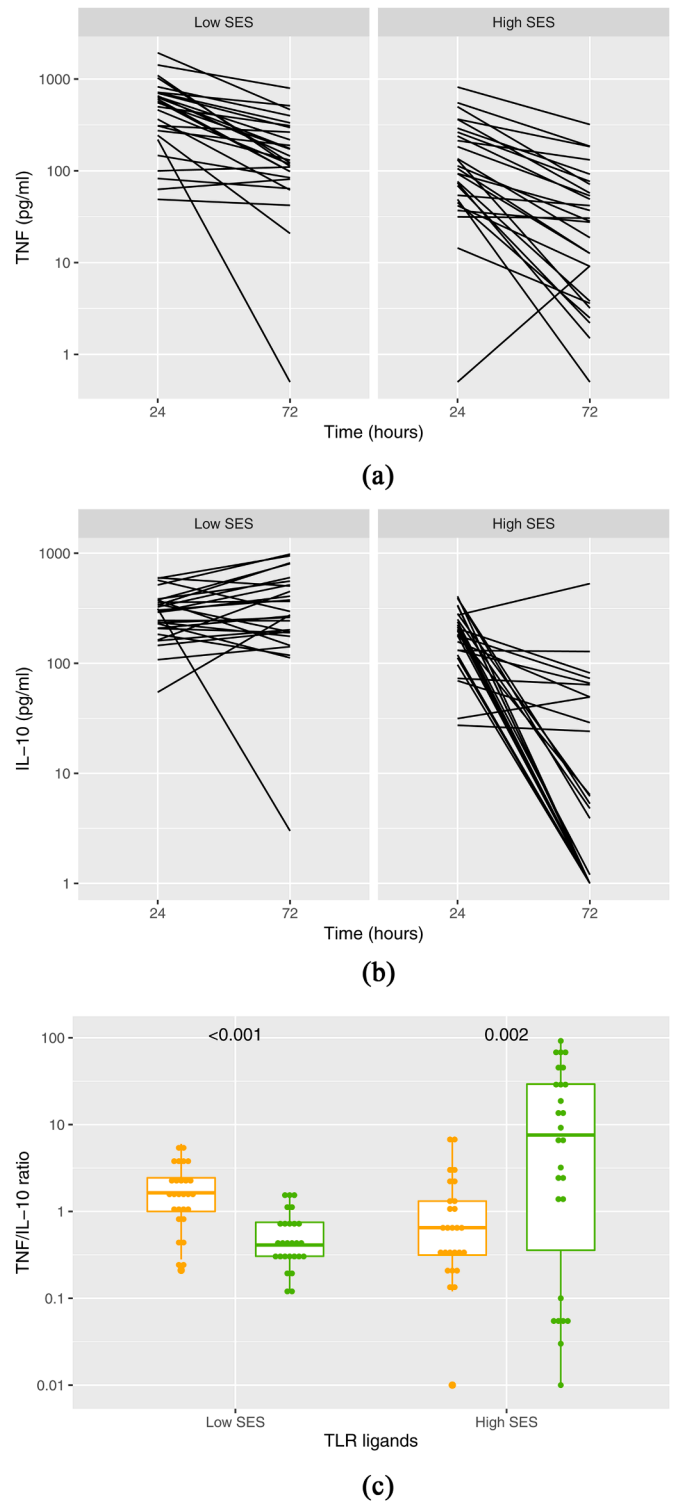 Low SES High SES
1000
100
10
1
TNF (pg/ml)
24 72 24 72
Time (hours)
(a)
Low SES High SES
1000
100
10
1
IL−10 (pg/ml)
24 72 24 72
Time (hours)
(b)
<0.001 0.002
100
10
1
0.1
0.01
TNF/IL−10 ratio
Low SES High SES
TLR ligands
(c)